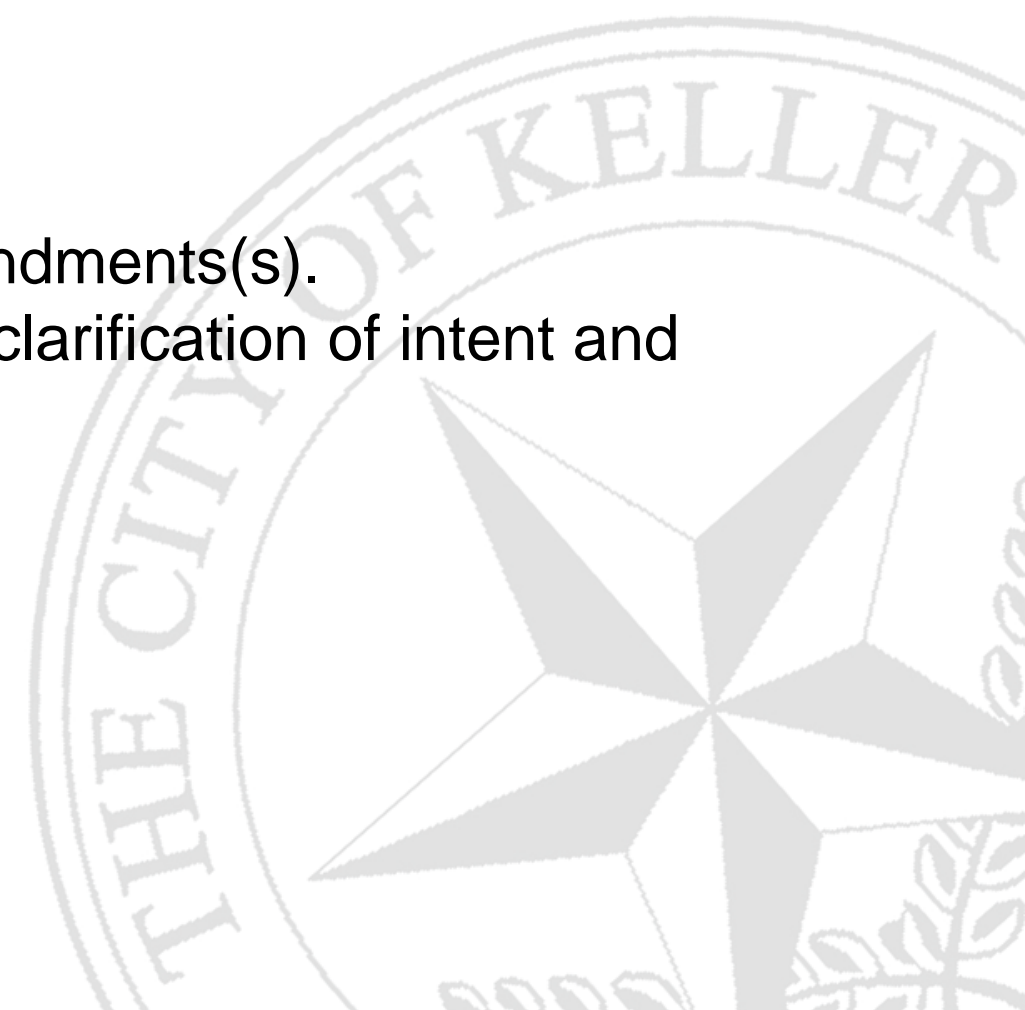 THE CITY OF KELLER
ndments(s).
clarification of intent and